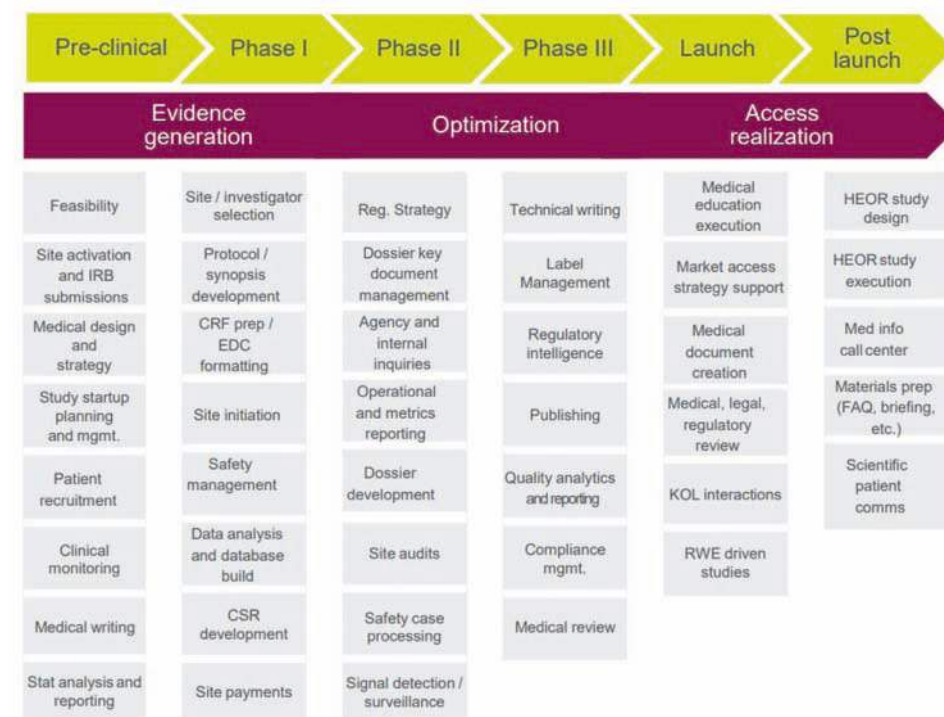 Pre-clinical
Phase I
Phase II
Phase III
Launch
Post
launch
Evidence
generation
Optimization
Access
realization
Feasibility
Site activation
and IRB
submissions
Medical design
and
strategy
Study startup
planning
and mgmt.
Patient
recruitment
Clinical
monitoring
Medical writing
Stat analysis and
reporting
Site / investigator
selection
Protocol /
synopsis
development
CRF prep /
EDC
formatting
Site initiation
Safety
management
Data analysis
and database
build
CSR
development
Site payments
Reg. Strategy
Dossier key
document
management
Agency and
internal
inquiries
Operational
and metrics
reporting
Dossier
development
Site audits
Safety case
processing
Signal detection /
surveillance
Technical writing
Label
Management
Regulatory
intelligence
Publishing
Quality analytics
and reporting
Compliance
mgmt.
Medical review
Medical
education
execution
Market access
strategy support
Medical
document
creation
Medical, legal,
regulatory
review
KOL interactions
RWE driven
studies
HEOR study
design
HEOR study
execution
Med info
call center
Materials prep
(FAQ, briefing,
etc.)
Scientific
patient
comms